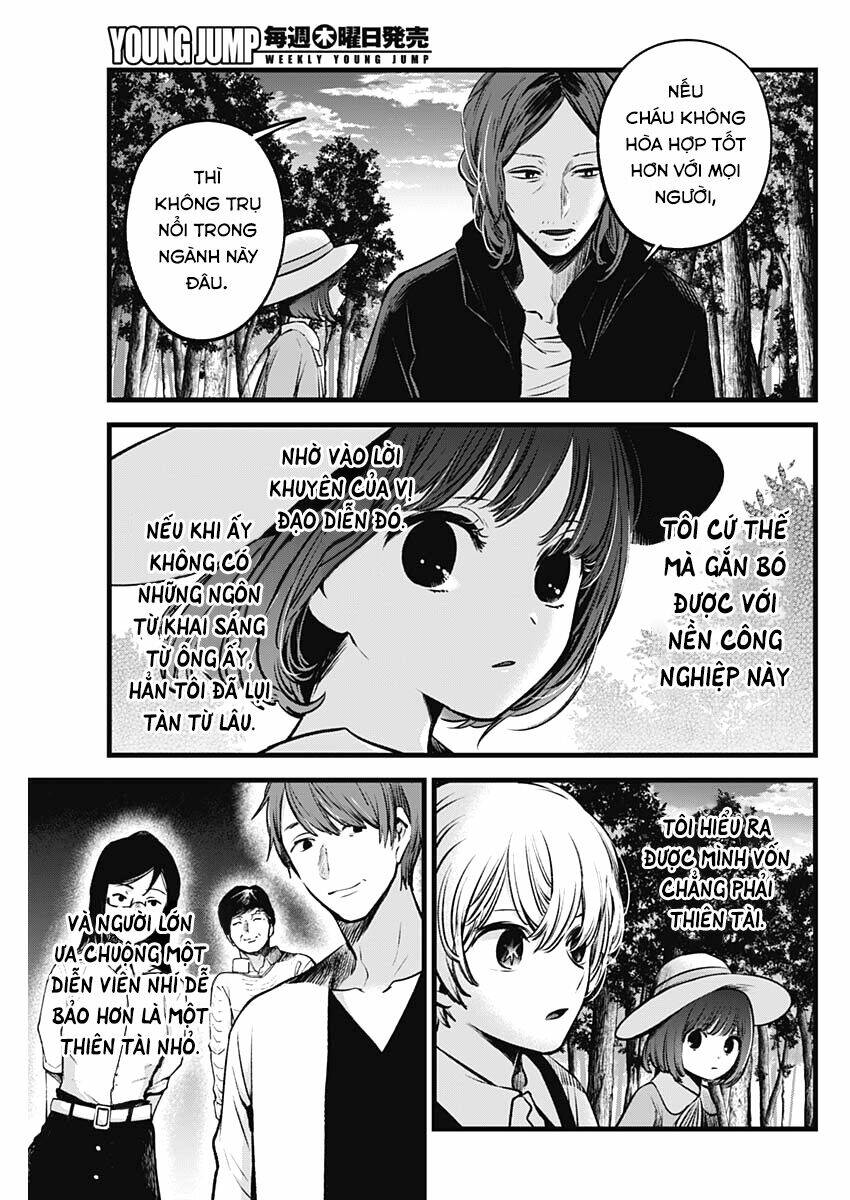 YOUNG JUMP 毎週木曜日発売
WEEKLY YOUNG JUMP
NẾU
CHÁU KHÔNG
HÒA HỢP TỐT
HƠN VỚI MỌI
NGƯỜI,
THÌ
KHÔNG TRỤ
NỔI TRONG
NGÀNH NÀY
ĐÂU.
TÔI CỨ THẾ
MÀ GẮN BÓ
ĐƯỢC VỚI
NỀN CÔNG
NGHIỆP NÀY
NHỜ VÀO LỜI
KHUYÊN CỦA VỊ
ĐẠO DIỄN ĐÓ.
NẾU KHI ẤY
KHÔNG CÓ
NHỮNG NGÔN
TỪ KHAI SÁNG
TỪ ÔNG ẤY,
HẲN TÔI ĐÃ LỤI
TÀN TỪ LÂU.
TÔI HIỂU RA
ĐƯỢC MÌNH VỐN
CHẲNG PHẢI
THIÊN TÀI.
VÀ NGƯỜI LỚN
ƯA CHUỘNG MỘT
DIỄN VIÊN NHÍ DỄ
BẢO HƠN LÀ MỘT
THIÊN TÀI NHỎ.